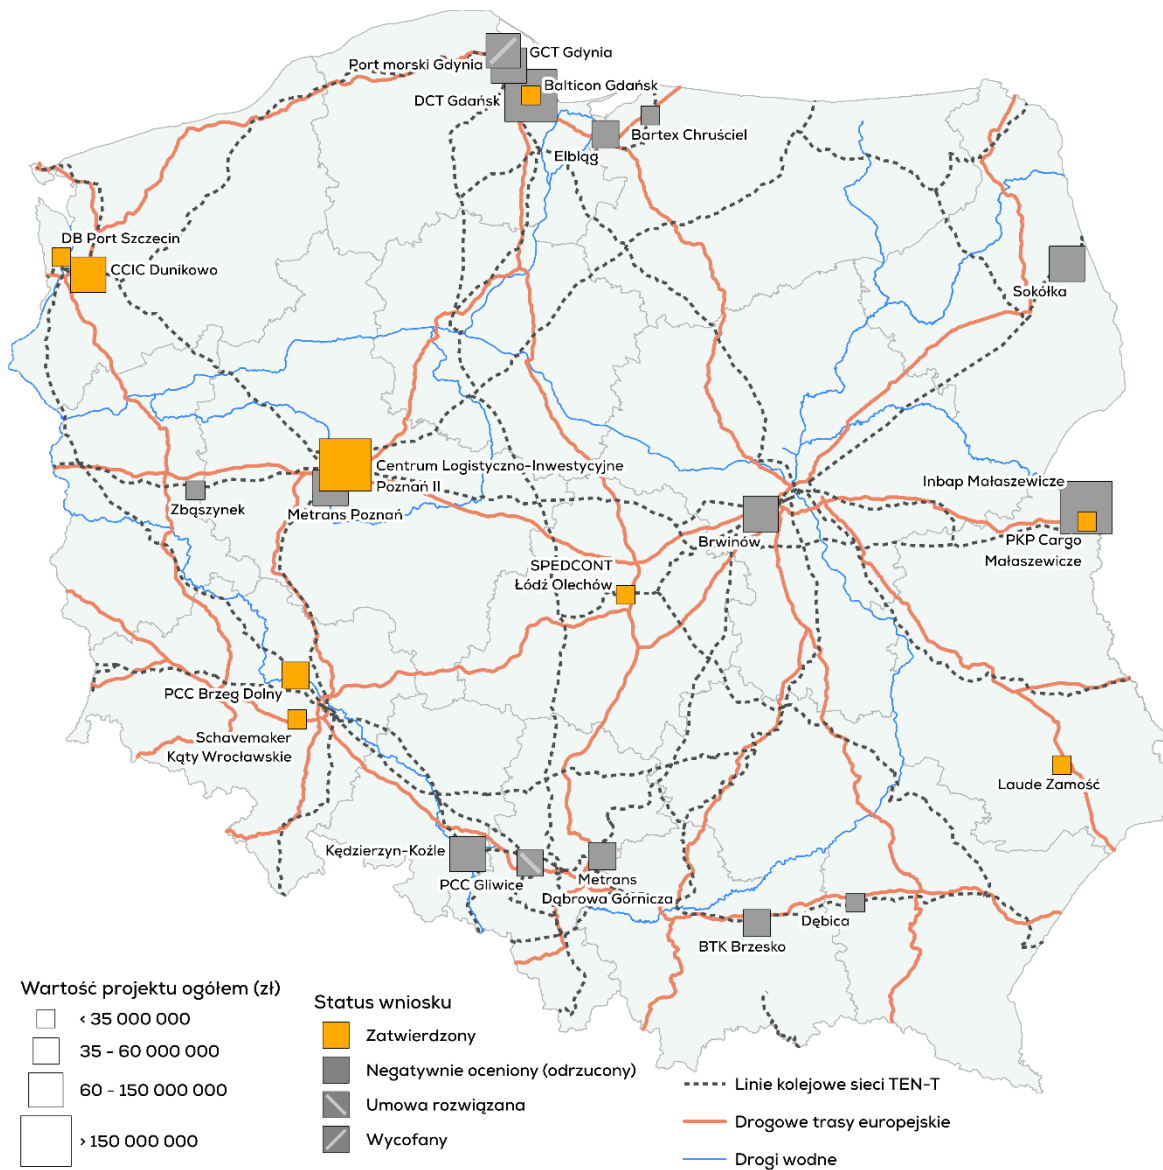 GCT Gdynia
Port morski Gdynia
Balticon Gdańsk
DCT Gdańsk
Bartex Chruściel
Elbląg
DB Port Szczecin
CCIC Dunikowo
Sokółka
Centrum Logistyczno-Inwestycyjne
Poznań II
Zbąszynek
Metrans Poznań
Inbap Małaszewicze
Brwinów
PKP Cargo
Małaszewicze
SPEDCONT
Łódź Olechów
PCC Brzeg Dolny
Schavemaker
Kąty Wrocławskie
Laude Zamość
Kędzierzyn-Koźle
PCC Gliwice
Metrans
Dąbrowa Górnicza
Dębica
BTK Brzesko
Wartość projektu ogółem (zł)
< 35 000 000
35 - 60 000 000
60 - 150 000 000
> 150 000 000
Status wniosku
Zatwierdzony
Negatywnie oceniony (odrzucony)
Umowa rozwiązana
Wycofany
Linie kolejowe sieci TEN-T
Drogowe trasy europejskie
Drogi wodne